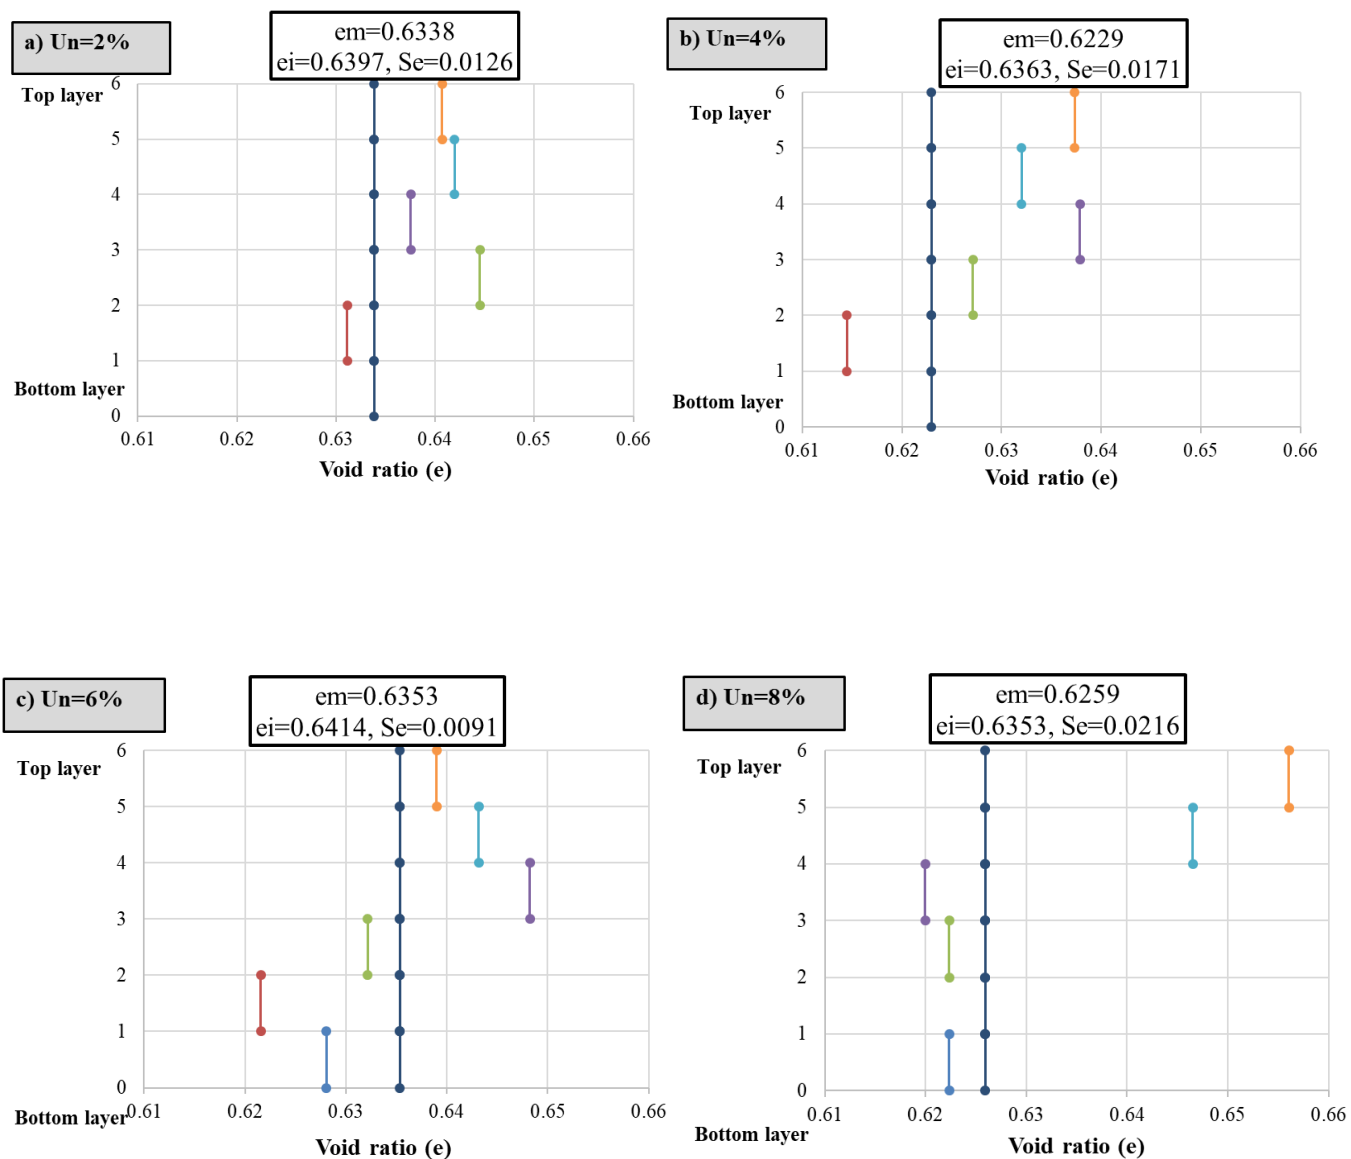 a) Un=2%
em=0.6338
ei=0.6397, Se=0.0126
Top layer
6
5
4
3
2
1
Bottom layer
0
0.61 0.62 0.63 0.64 0.65 0.66
Void ratio (e)
b) Un=4%
em=0.6229
ei=0.6363, Se=0.0171
6
Top layer
5
4
3
2
1
Bottom layer
0
0.61 0.62 0.63 0.64 0.65 0.66
Void ratio (e)
c) Un=6%
em=0.6353
ei=0.6414, Se=0.0091
6
Top layer
5
4
3
2
1
0
Bottom layer
0.61 0.62 0.63 0.64 0.65 0.66
Void ratio (e)
d) Un=8%
em=0.6259
ei=0.6353, Se=0.0216
6
Top layer
5
4
3
2
1
0
0.61 0.62 0.63 0.64 0.65 0.66
Bottom layer
Void ratio (e)